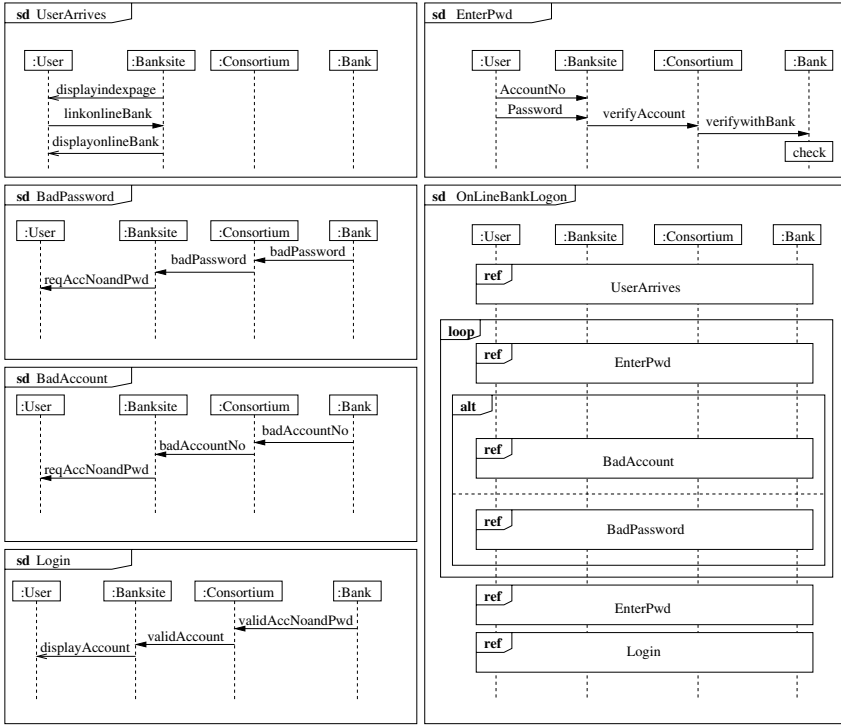 sd UserArrives
:User :Banksite :Consortium :Bank
displayindexpage
linkonlineBank
displayonlineBank
sd EnterPwd
:User :Banksite :Consortium :Bank
AccountNo
Password
verifyAccount
verifywithBank
check
sd BadPassword
:User :Banksite :Consortium :Bank
badPassword
badPassword
reqAccNoandPwd
sd BadAccount
:User :Banksite :Consortium :Bank
badAccountNo
badAccountNo
reqAccNoandPwd
sd Login
:User :Banksite :Consortium :Bank
validAccNoandPwd
validAccount
displayAccount
sd OnLineBankLogon
:User :Banksite :Consortium :Bank
ref
UserArrives
loop
ref
EnterPwd
alt
ref
BadAccount
ref
BadPassword
ref
EnterPwd
ref
Login